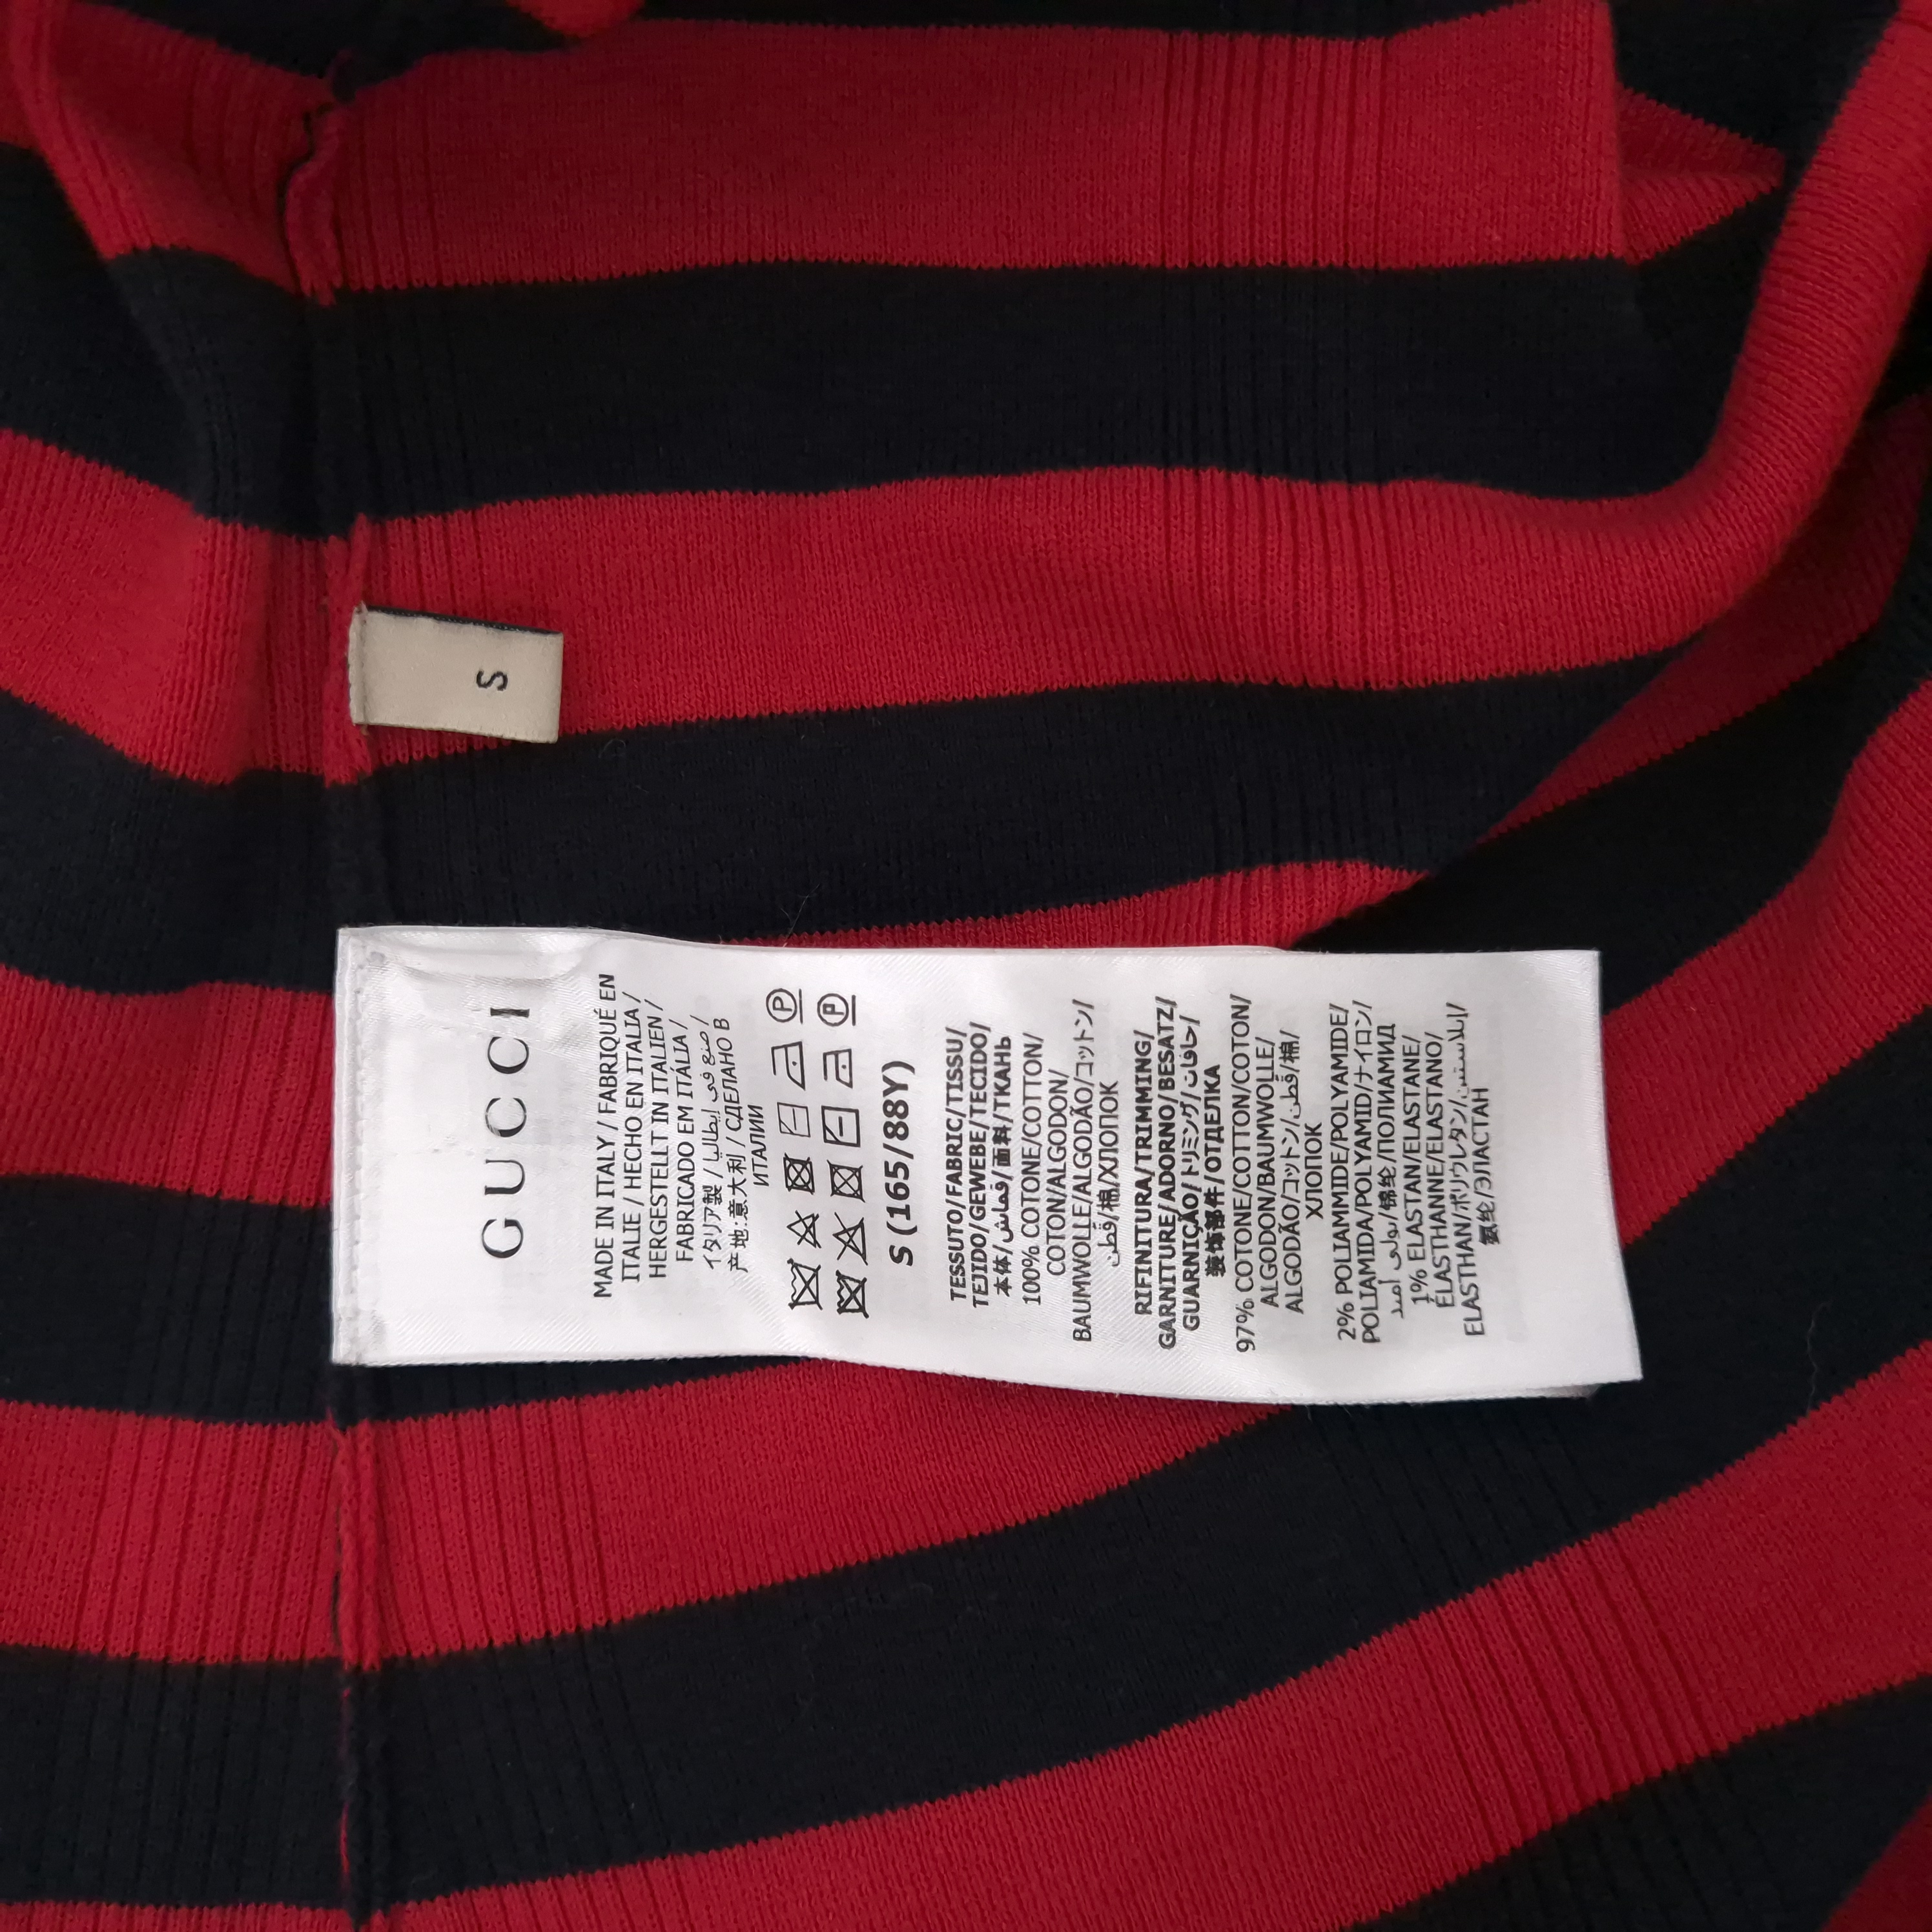 S
GUCCI
MADE IN ITALY / FABRIQUÉ EN
ITALIE / HECHO EN ITALIA /
HERGESTELLT IN ITALIEN /
FABRICADO EM ITÁLIA /
イタリア製 / صنع في إيطاليا /
产地:意大利 / СДЕЛАНО В
ИТАЛИИ
P
P
S (165/88Y)
TESSUTO/FABRIC/TISSU/
TEJIDO/GEWEBE/TECIDO/
本体/قماش/面料/ТКАНЬ
100% COTONE/COTTON/
COTON/ALGODON/
BAUMWOLLE/ALGODÃO/コットン/
قطن/棉/ХЛОПОК
RIFINITURA/TRIMMING/
GARNITURE/ADORNO/BESATZ/
GUARNIÇÃO/トリミング/حافات/
装饰部件/ОТДЕЛКА
97% COTONE/COTTON/COTON/
ALGODON/BAUMWOLLE/
ALGODÃO/コットン/قطن/棉/
ХЛОПОК
2% POLIAMMIDE/POLYAMIDE/
POLIAMIDA/POLYAMID/ナイロン/
بولي أميد/锦纶/ПОЛИАМИД
1% ELASTAN/ELASTANE/
ÉLASTHANNE/ELASTANO/
ELASTHAN/ポリウレタン/إيلاستين/
氨纶/ЭЛАСТАН